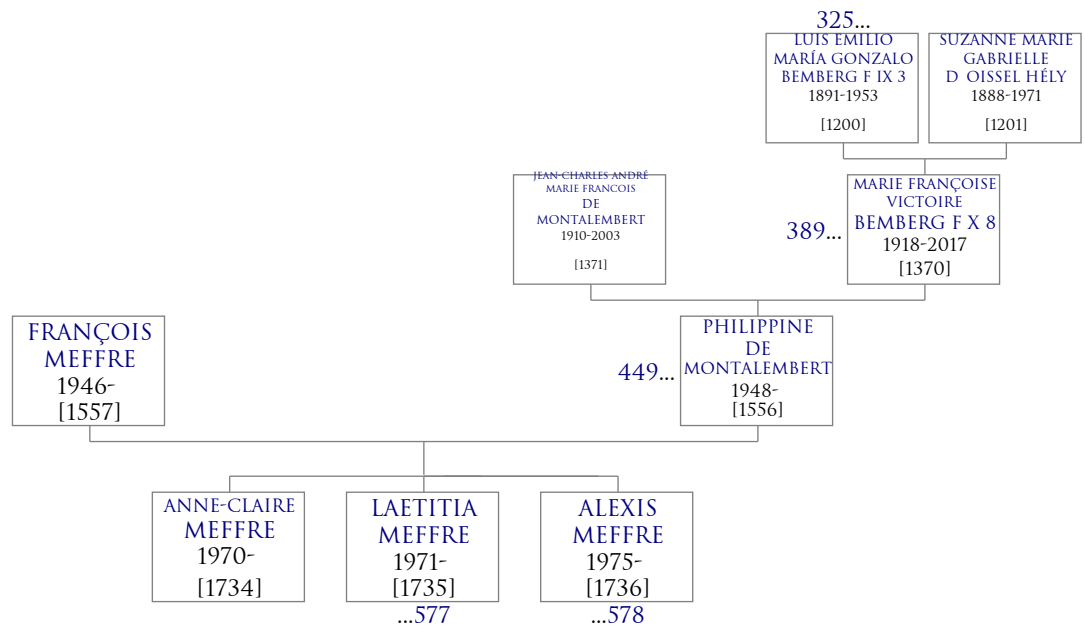 325...
LUIS EMILIO
MARÍA GONZALO
BEMBERG F IX 3
1891-1953
[1200]
SUZANNE MARIE
GABRIELLE
D OISSEL HÉLY
1888-1971
[1201]
JEAN-CHARLES ANDRÉ
MARIE FRANCOIS
DE
MONTALEMBERT
1910-2003
[1371]
389...
MARIE FRANÇOISE
VICTOIRE
BEMBERG F X 8
1918-2017
[1370]
FRANÇOIS
MEFFRE
1946-
[1557]
449...
PHILIPPINE
DE
MONTALEMBERT
1948-
[1556]
ANNE-CLAIRE
MEFFRE
1970-
[1734]
LAETITIA
MEFFRE
1971-
[1735]
...577
ALEXIS
MEFFRE
1975-
[1736]
...578